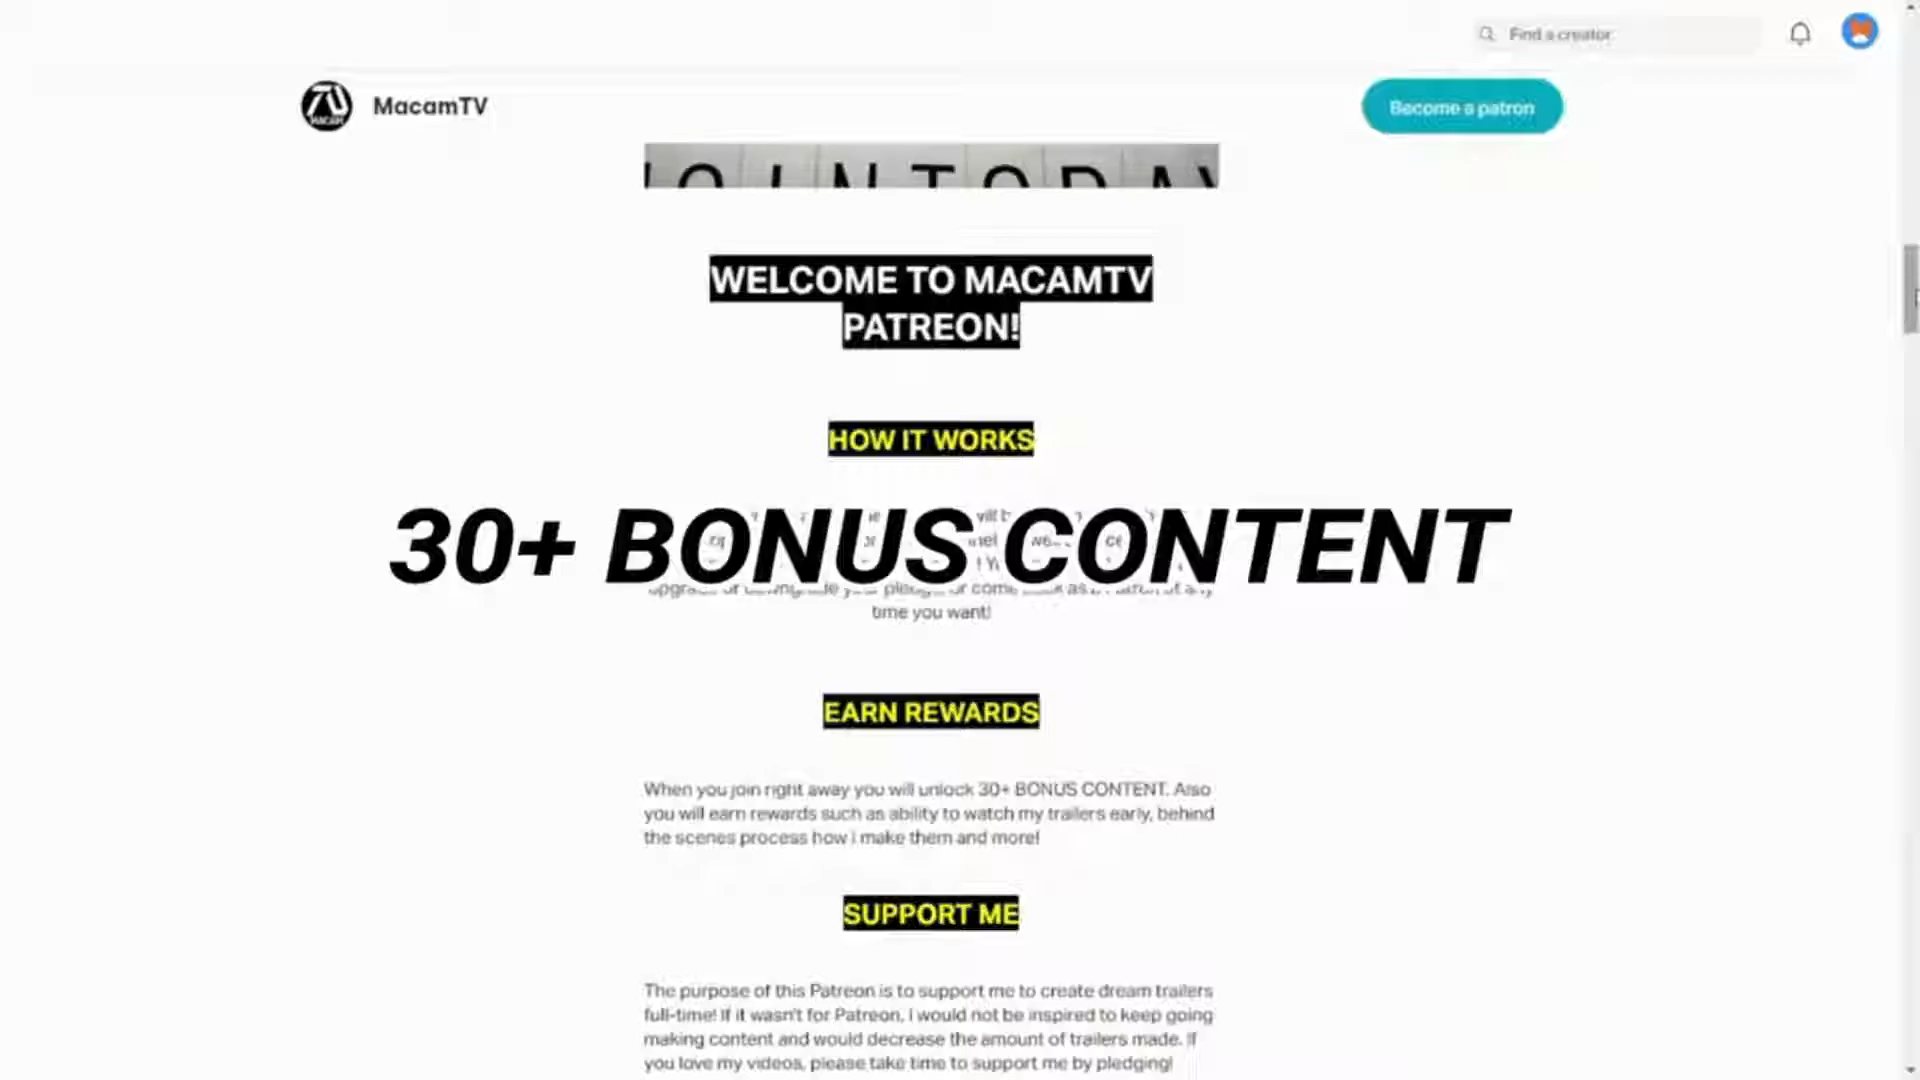 Find a creator
MacamTV
Become a patron
JOIN TODAY
WELCOME TO MACAMTV
PATREON!
HOW IT WORKS
30+ BONUS CONTENT
time you want!
EARN REWARDS
When you join right away you will unlock 30+ BONUS CONTENT. Also
you will earn rewards such as ability to watch my trailers early, behind
the scenes process how i make them and more!
SUPPORT ME
The purpose of this Patreon is to support me to create dream trailers
full-time! If it wasn't for Patreon, I would not be inspired to keep going
making content and would decrease the amount of trailers made. If
you love my videos, please take time to support me by pledging!